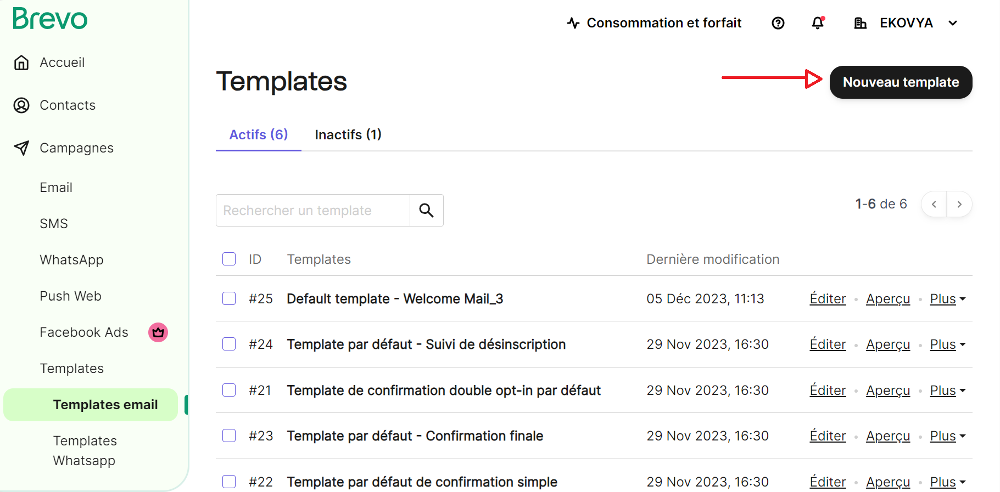 Brevo
Consommation et forfait
EKOVYA
Accueil
Contacts
Campagnes
Email
SMS
WhatsApp
Push Web
Facebook Ads
Templates
Templates email
Templates
Whatsapp
Templates
Nouveau template
Actifs (6)
Inactifs (1)
Rechercher un template
1-6 de 6
ID Templates Dernière modification
#25 Default template - Welcome Mail_3 05 Déc 2023, 11:13 Éditer • Aperçu • Plus
#24 Template par défaut - Suivi de désinscription 29 Nov 2023, 16:30 Éditer • Aperçu • Plus
#21 Template de confirmation double opt-in par défaut 29 Nov 2023, 16:30 Éditer • Aperçu • Plus
#23 Template par défaut - Confirmation finale 29 Nov 2023, 16:30 Éditer • Aperçu • Plus
#22 Template par défaut de confirmation simple 29 Nov 2023, 16:30 Éditer • Aperçu • Plus